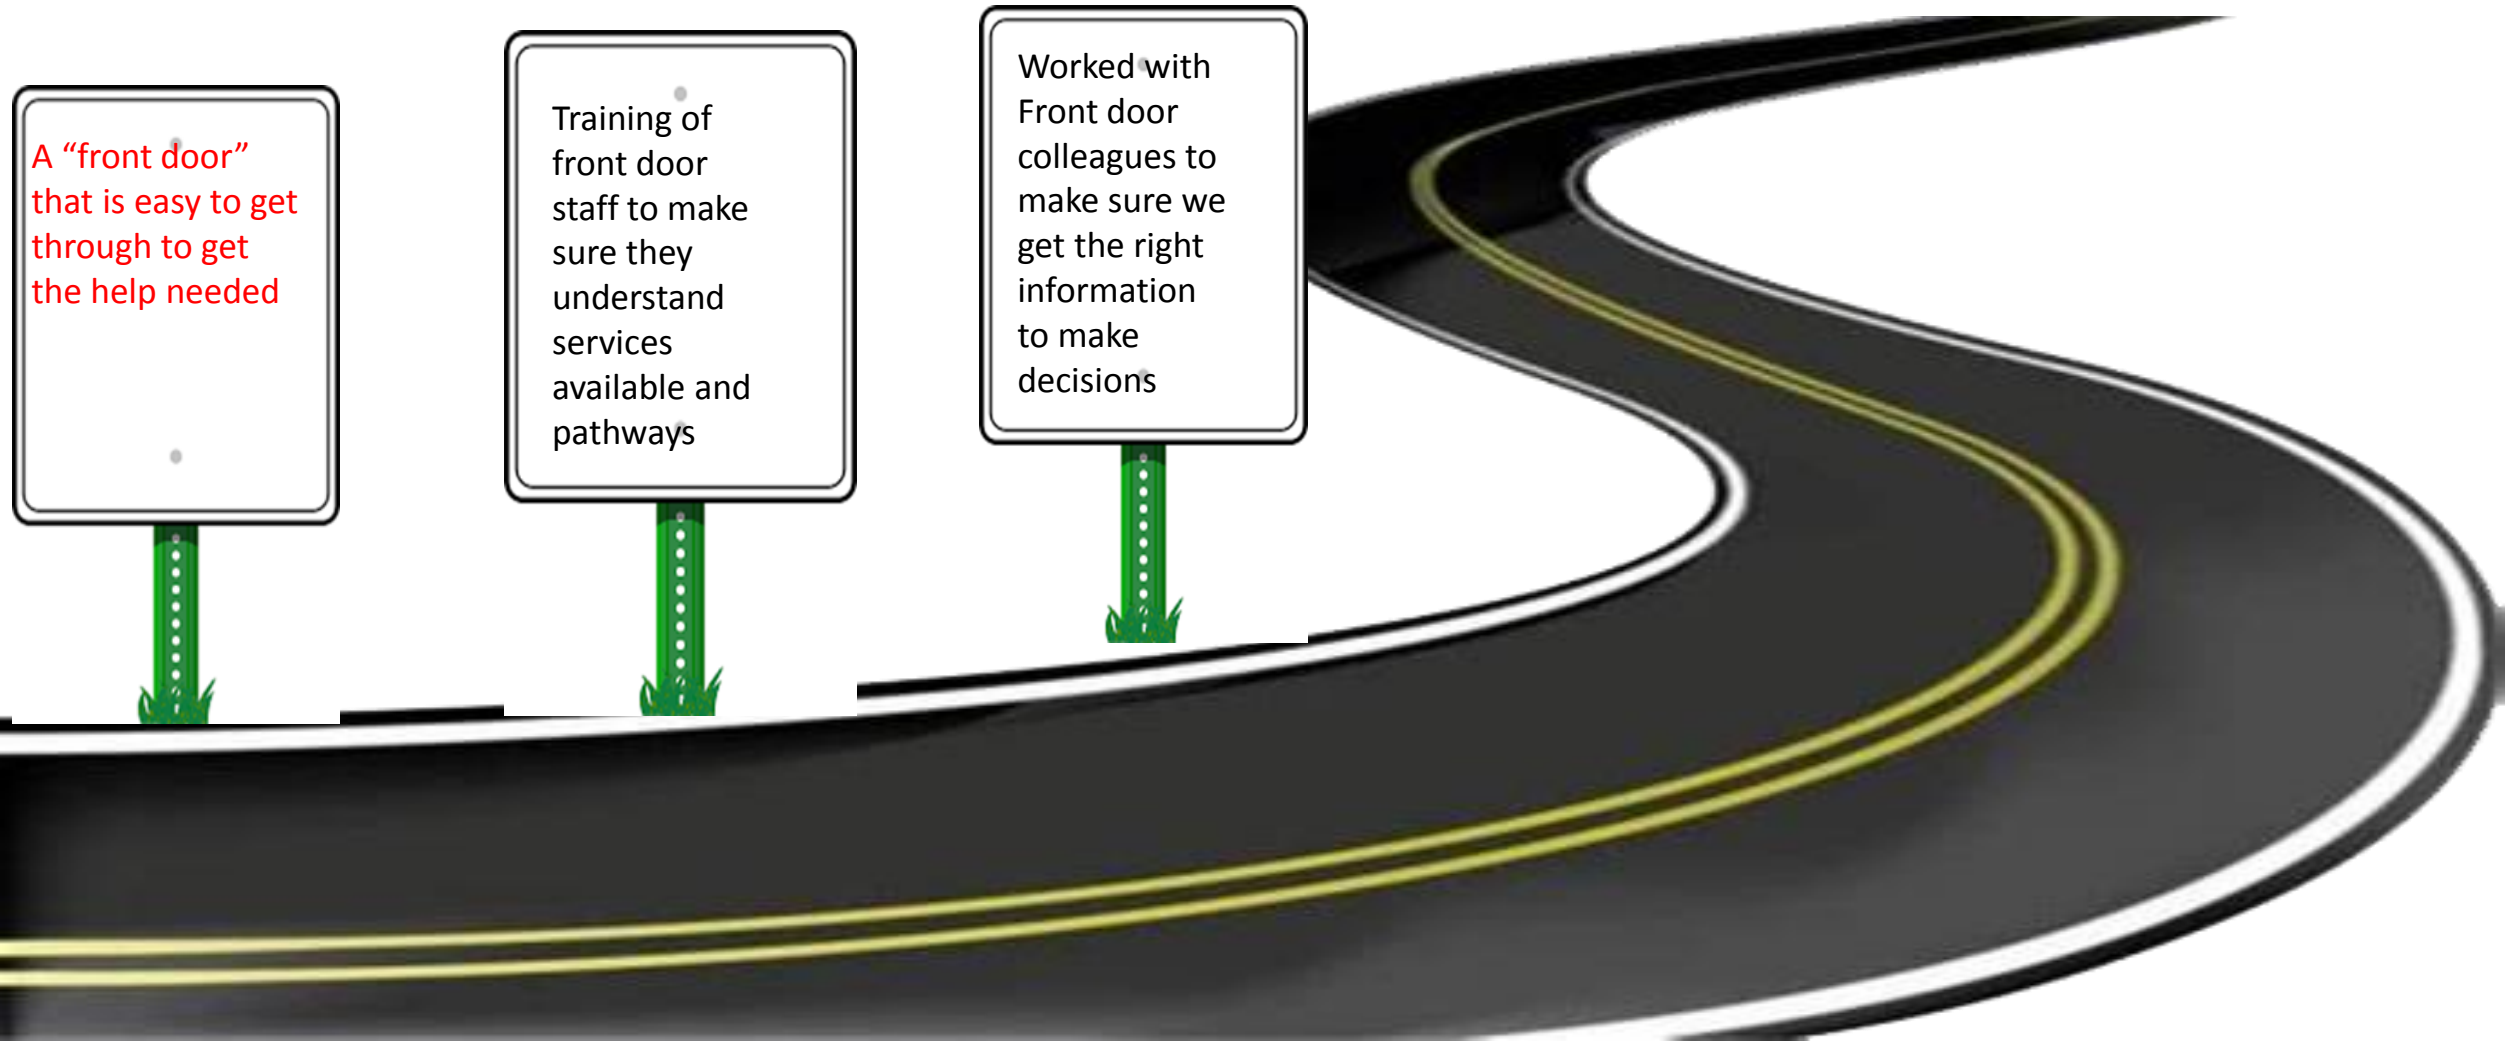 A “front door”
that is easy to get
through to get
the help needed
Training of
front door
staff to make
sure they
understand
services
available and
pathways
Worked with
Front door
colleagues to
make sure we
get the right
information
to make
decisions